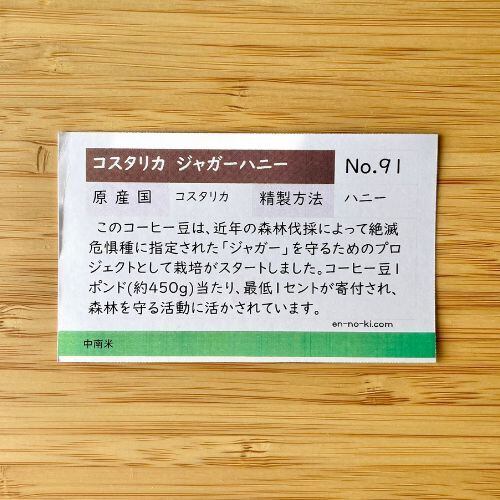 コスタリカ ジャガーハニー No.91
原産国 コスタリカ 精製方法 ハニー
このコーヒー豆は、近年の森林伐採によって絶滅
危惧種に指定された「ジャガー」を守るためのプロ
ジェクトとして栽培がスタートしました。コーヒー豆1
ポンド(約450g)当たり、最低1セントが寄付され、
森林を守る活動に活かされています。
en-no-ki.com
中南米